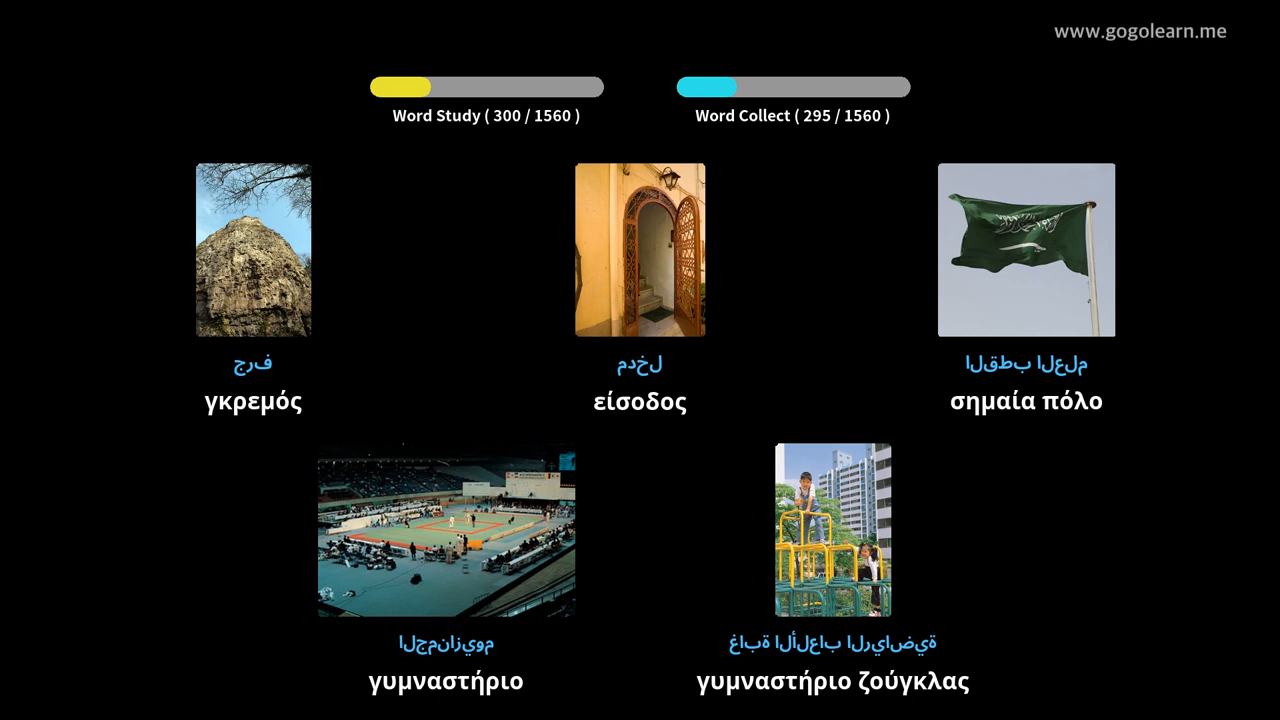 www.gogolearn.me
Word Study ( 300 / 1560 )
Word Collect ( 295 / 1560 )
جرف
مدخل
القطب العلم
γκρεμός
είσοδος
σημαία πόλο
الجمنازيوم
غابة الألعاب الرياضية
γυμναστήριο
γυμναστήριο ζούγκλας